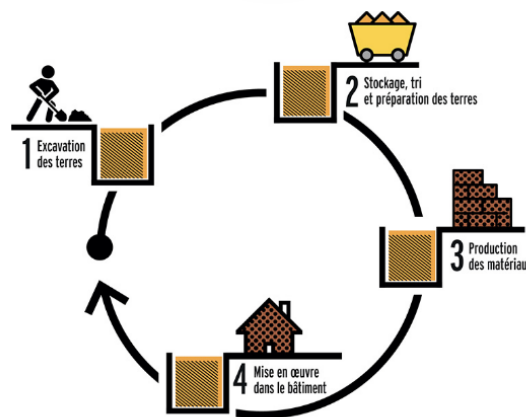 1 Excavation
des terres
2 Stockage, tri
et préparation des terres
3 Production
des matériau
4 Mise en œuvre
dans le bâtiment